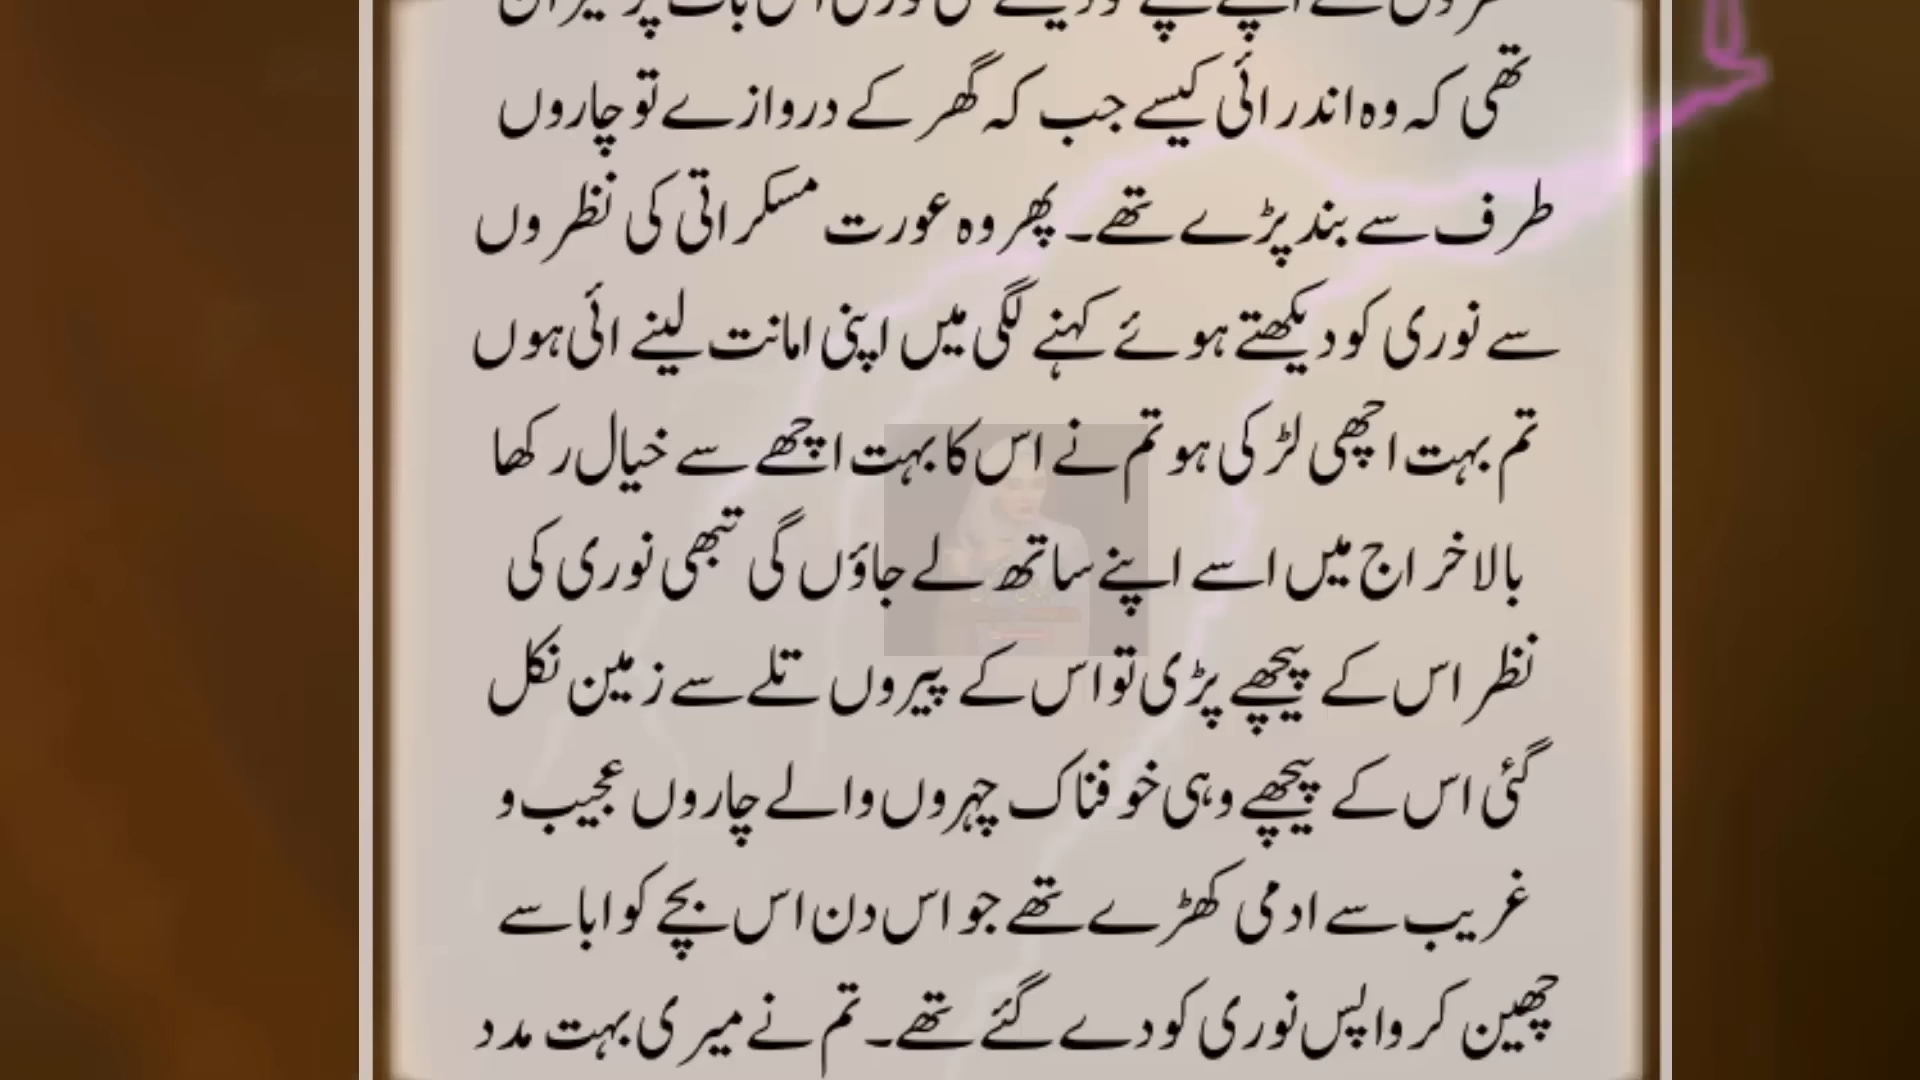 تھی کہ وہ اندر ائی کیسے جب کہ گھر کے دروازے تو چاروں
طرف سے بند پڑے تھے۔ پھر وہ عورت مسکراتی کی نظروں
سے نوری کو دیکھتے ہوئے کہنے لگی میں اپنی امانت لینے ائی ہوں
تم بہت اچھی لڑکی ہو تم نے اس کا بہت اچھے سے خیال رکھا
بالاخر اج میں اسے اپنے ساتھ لے جاؤں گی تبھی نوری کی
نظر اس کے پیچھے پڑی تو اس کے پیروں تلے سے زمین نکل
گئی اس کے پیچھے وہی خوفناک چہروں والے چاروں عجیب و
غریب سے ادمی کھڑے تھے جو اس دن اس بچے کو ابا سے
چھین کر واپس نوری کو دے گئے تھے۔ تم نے میری بہت مدد